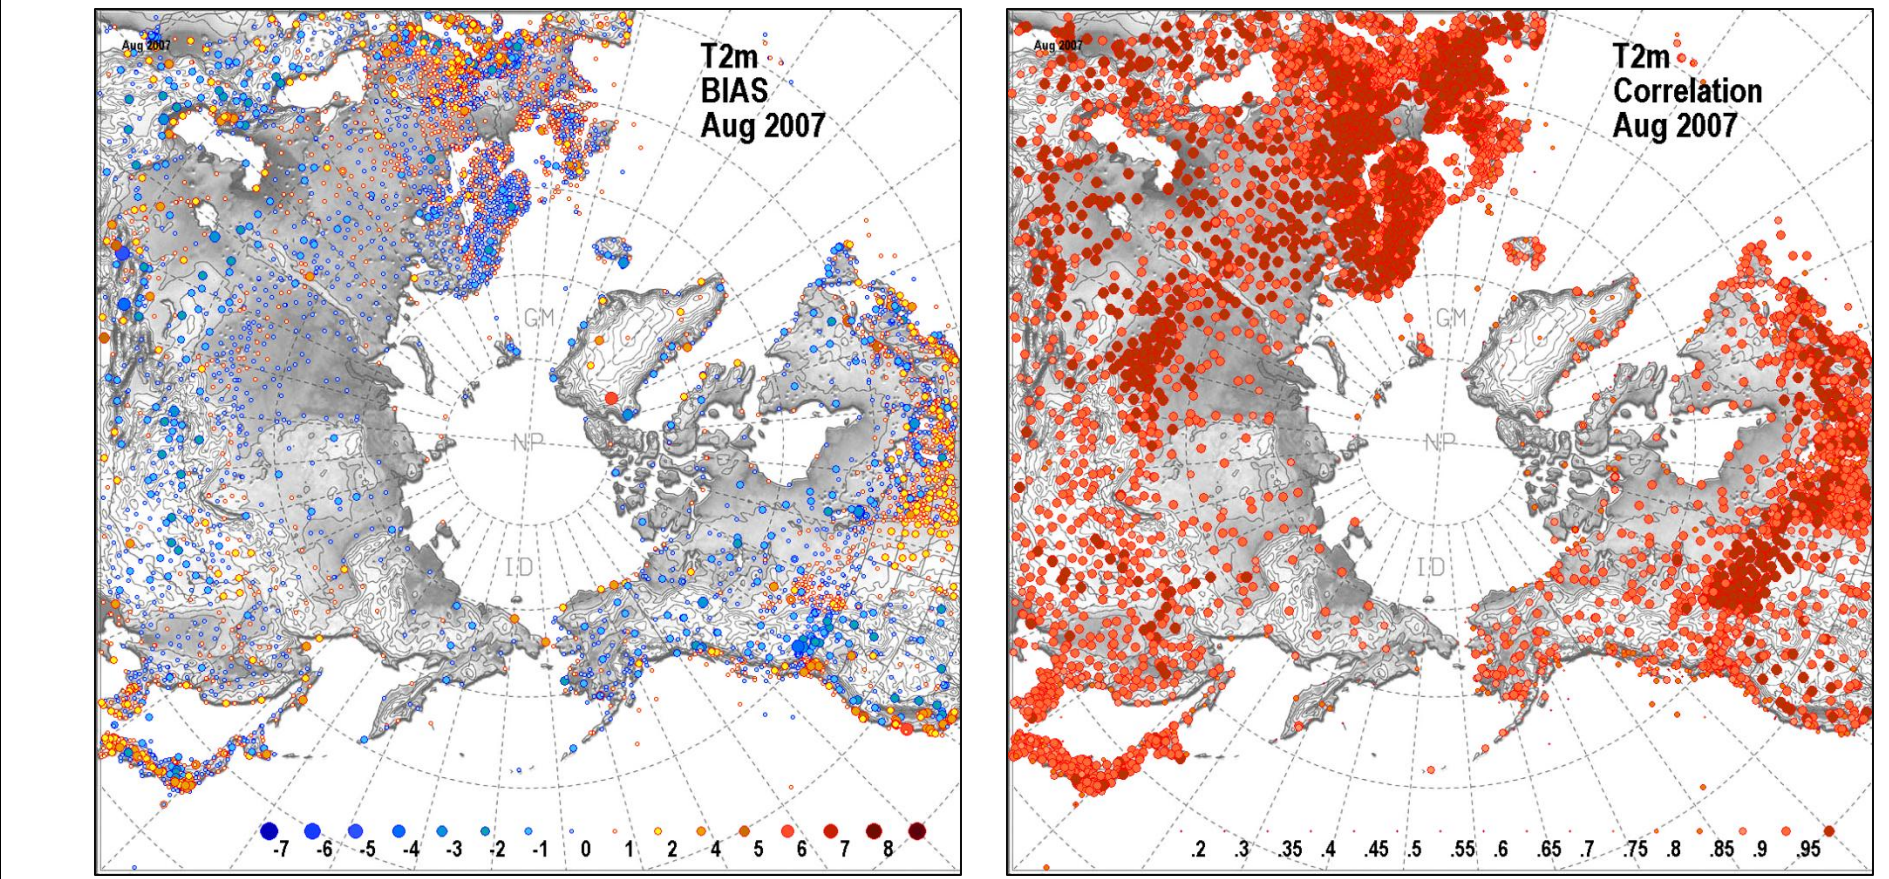 Aug 2007
T2m
BIAS
Aug 2007
GM
NP
ID
-7 -6 -5 -4 -3 -2 -1 0 1 2 4 5 6 7 8
Aug 2007
T2m
Correlation
Aug 2007
GM
NP
ID
.2 .3 .35 .4 .45 .5 .55 .6 .65 .7 .75 .8 .85 .9 .95